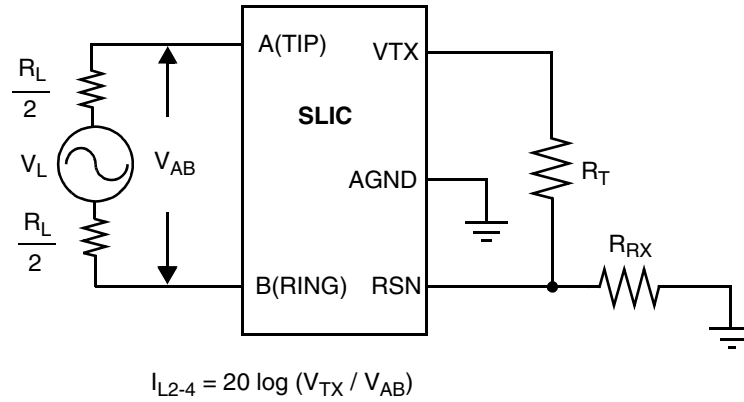 A(TIP)
VTX
R_L
2
SLIC
V_L
V_AB
AGND
R_T
R_L
2
R_RX
B(RING)
RSN
I_L2-4 = 20 log (V_TX / V_AB)